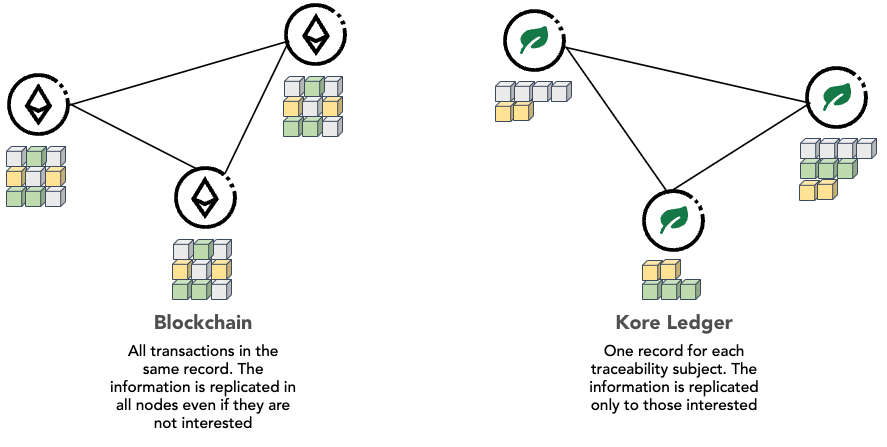 Blockchain
All transactions in the
same record. The
information is replicated in
all nodes even if they are
not interested
Kore Ledger
One record for each
traceability subject. The
information is replicated
only to those interested